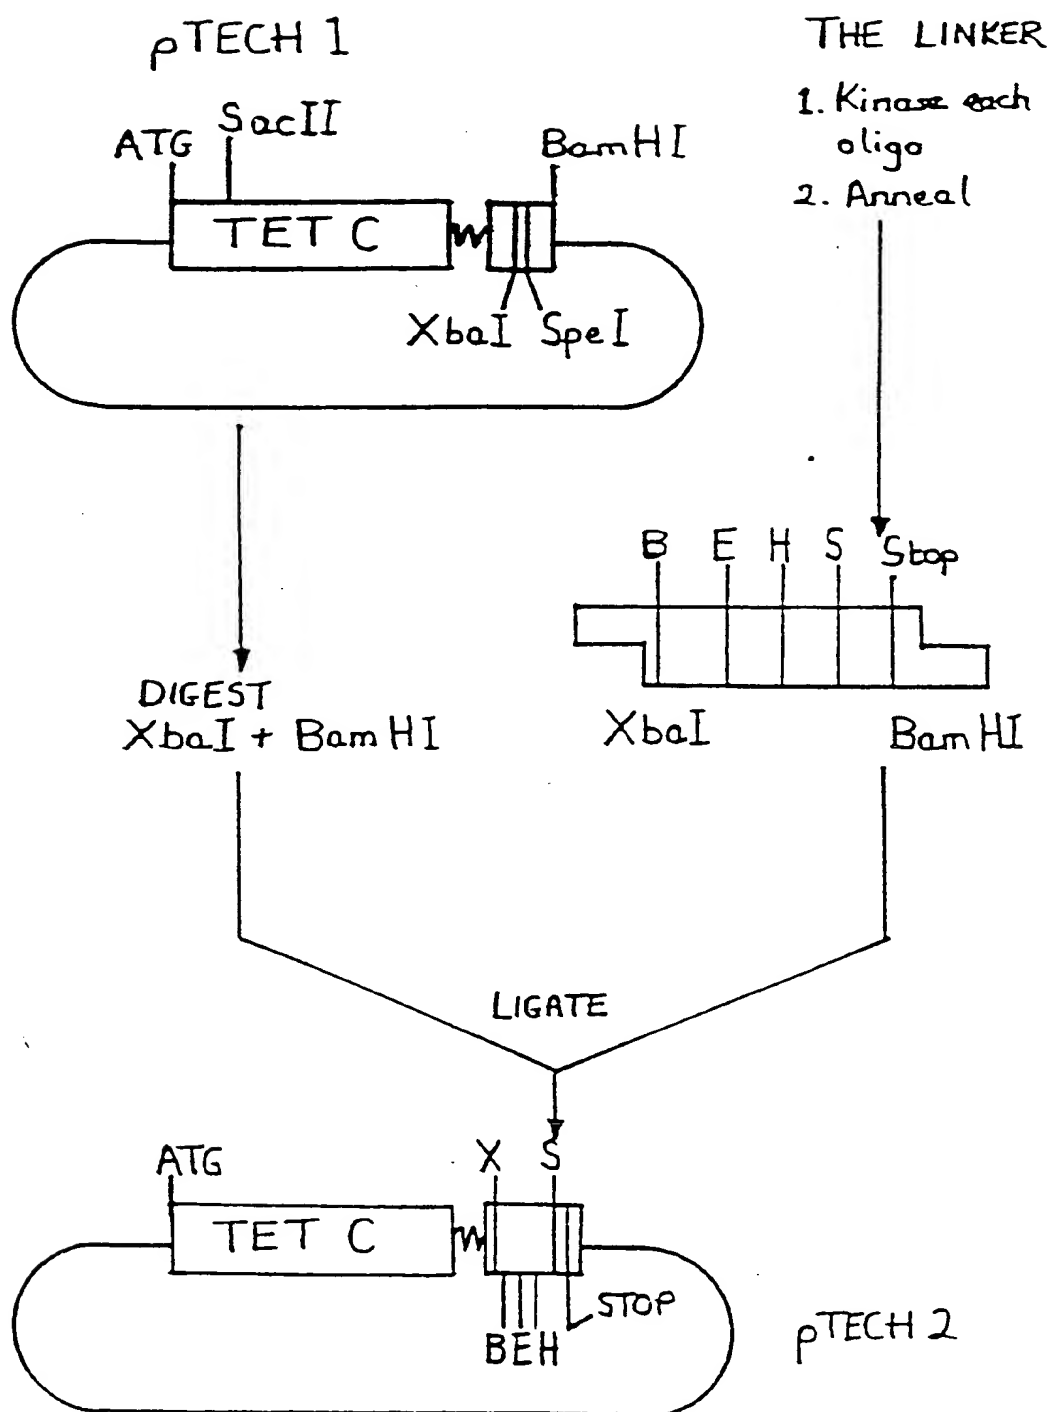 pTECH 1
THE LINKER
1. Kinase each
oligo
2. Anneal
ATG
SacII
BamHI
TET C
XbaI SpeI
B E H S Stop
DIGEST
XbaI + BamHI
XbaI
BamHI
LIGATE
ATG
X S
TET C
STOP
BEH
pTECH 2